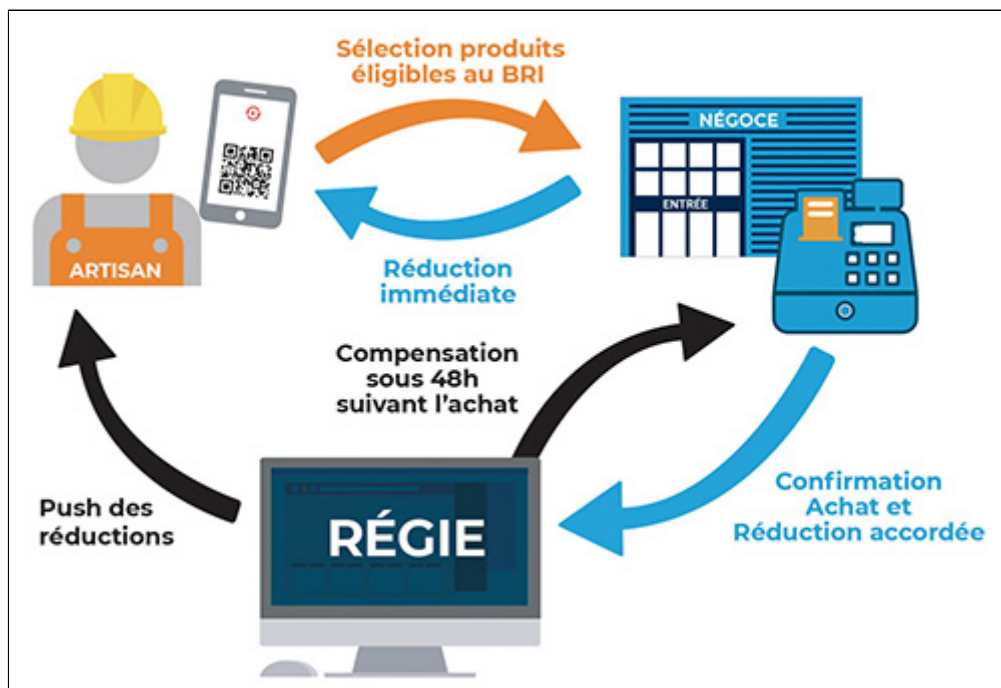 Sélection produits
éligibles au BRI
NÉGOCE
ENTRÉE
ARTISAN
Réduction
immédiate
Compensation
sous 48h
suivant l'achat
Push des
réductions
RÉGIE
Confirmation
Achat et
Réduction accordée